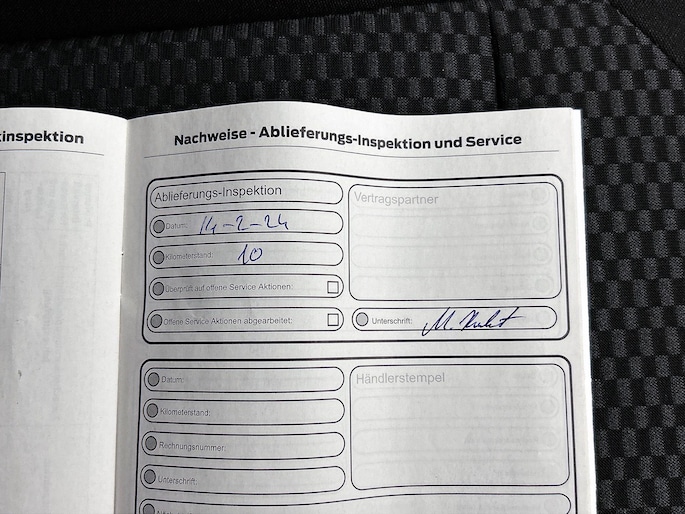 inspektion
Nachweise - Ablieferungs-Inspektion und Service
Ablieferungs-Inspektion
Datum: 14-2-24
Kilometerstand: 10
Überprüft auf offene Service Aktionen:
Offene Service Aktionen abgearbeitet:
Vertragspartner
Unterschrift: M.
Datum:
Kilometerstand:
Rechnungsnummer:
Unterschrift:
Händlerstempel